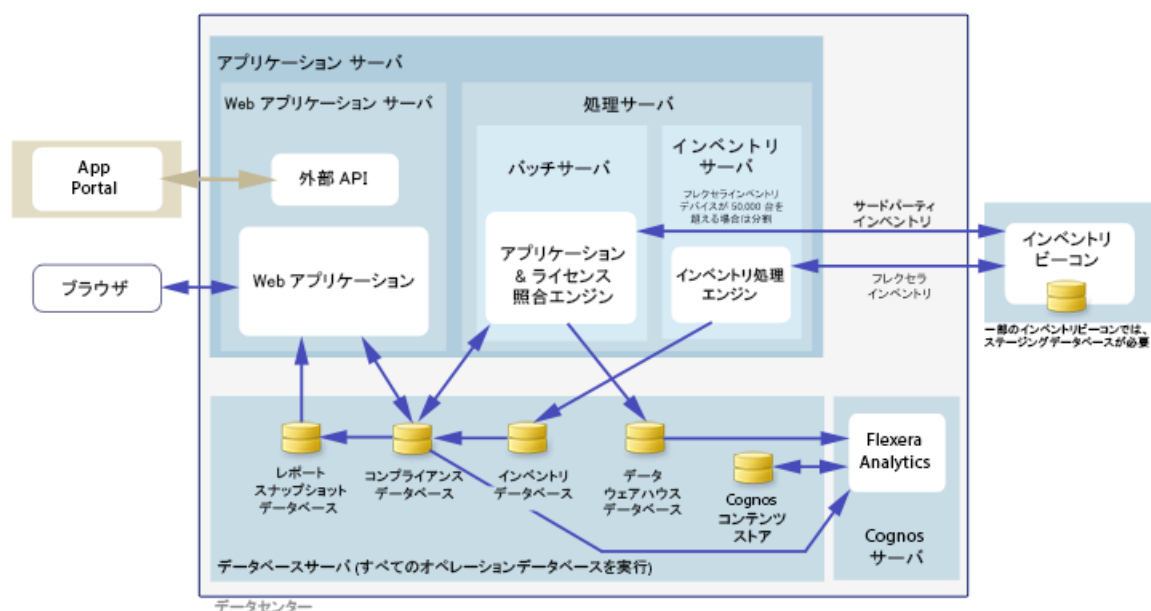 アプリケーション サーバ
Web アプリケーション サーバ
処理サーバ
バッチサーバ
インベントリ
サーバ
フレクセラインベントリ
デバイスが 50,000 台を
超える場合は分割
App
Portal
外部 API
サードパーティ
インベントリ
ブラウザ
Web アプリケーション
アプリケーション
& ライセンス
照合エンジン
インベントリ処理
エンジン
フレクセラ
インベントリ
インベントリ
ビーコン
一部のインベントリビーコンでは、
ステージングデータベースが必要
レポート
スナップショット
データベース
コンプライアンス
データベース
インベントリ
データベース
データ
ウェアハウス
データベース
Cognos
コンテンツ
ストア
Flexera
Analytics
Cognos
サーバ
データベースサーバ (すべてのオペレーションデータベースを実行)
データセンター